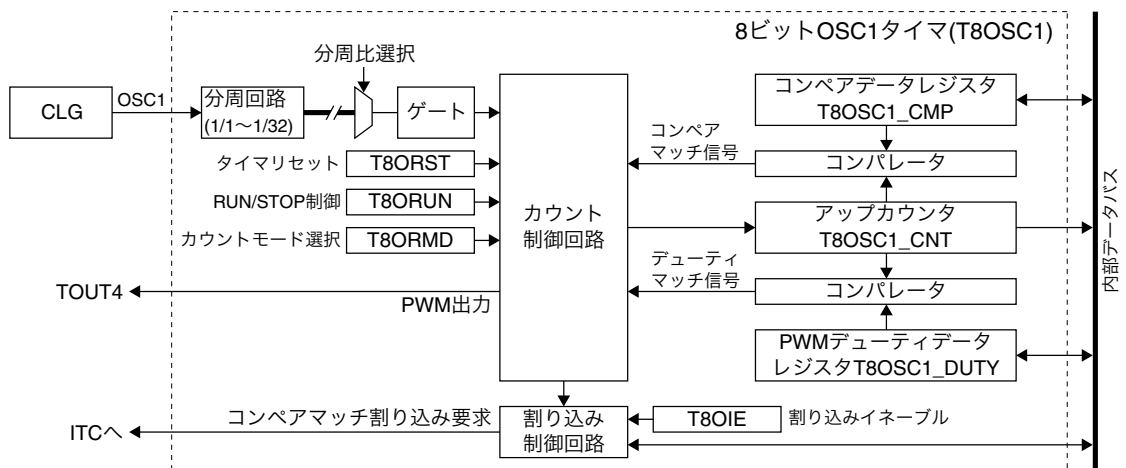 8ビットOSC1タイマ(T8OSC1)
分周比選択
CLG
OSC1
分周回路
(1/1〜1/32)
ゲート
コンペアデータレジスタ
T8OSC1_CMP
コンペア
マッチ信号
コンパレータ
タイマリセット
T8ORST
RUN/STOP制御
T8ORUN
カウント
制御回路
アップカウンタ
T8OSC1_CNT
カウントモード選択
T8ORMD
デューティ
マッチ信号
コンパレータ
TOUT4
PWM出力
PWMデューティデータ
レジスタT8OSC1_DUTY
内部データバス
コンペアマッチ割り込み要求
ITCへ
割り込み
制御回路
T8OIE
割り込みイネーブル